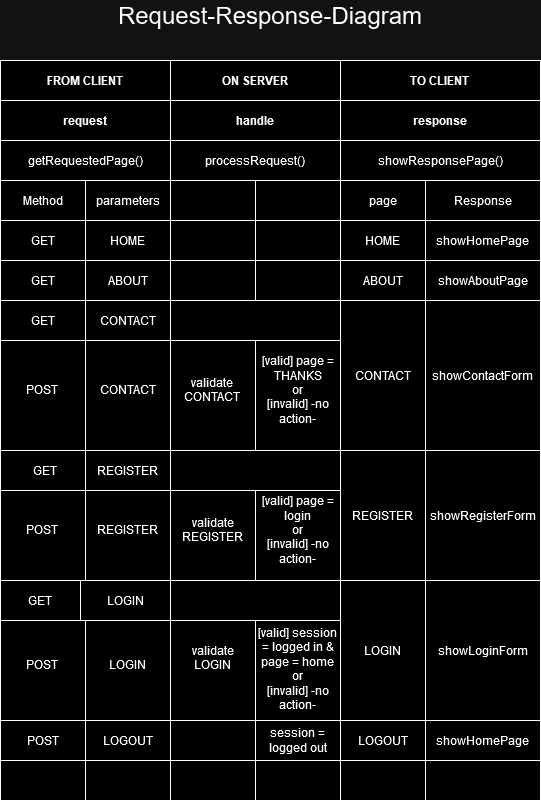 Request-Response-Diagram
FROM CLIENT
ON SERVER
TO CLIENT
request
handle
response
getRequestedPage()
processRequest()
showResponsePage()
Method
parameters
page
Response
GET
HOME
HOME
showHomePage
GET
ABOUT
ABOUT
showAboutPage
GET
CONTACT
POST
CONTACT
validate
CONTACT
[valid] page =
THANKS
or
[invalid] -no
action-
CONTACT
showContactForm
GET
REGISTER
POST
REGISTER
validate
REGISTER
[valid] page =
login
or
[invalid] -no
action-
REGISTER
showRegisterForm
GET
LOGIN
POST
LOGIN
validate
LOGIN
[valid] session
= logged in &
page = home
or
[invalid] -no
action-
LOGIN
showLoginForm
POST
LOGOUT
session =
logged out
LOGOUT
showHomePage